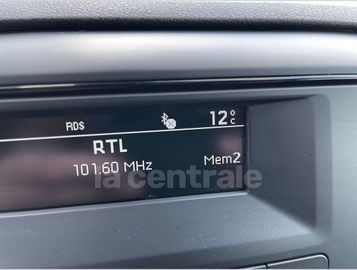 RDS 12°C
RTL
101.60 MHz Mem2
la centrale